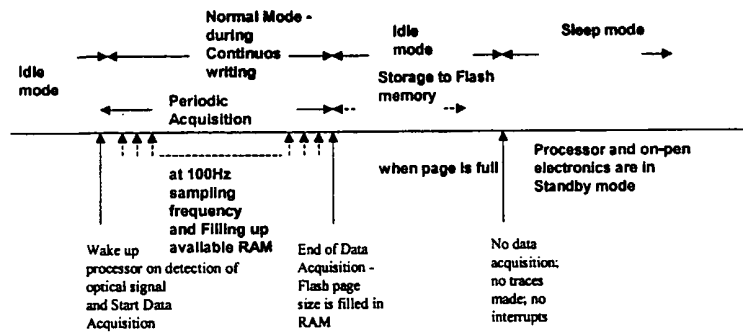 Normal Mode -
during
Continuos
writing
Idle
mode
Sleep mode
Idle
mode
Storage to Flash
memory
Periodic
Acquisition
at 100Hz
sampling
frequency
and Filling up
available RAM
when page is full
Processor and on-pen
electronics are in
Standby mode
Wake up
processor on detection of
optical signal
and Start Data
Acquisition
End of Data
Acquisition -
Flash page
size is filled in
RAM
No data
acquisition;
no traces
made; no
interrupts